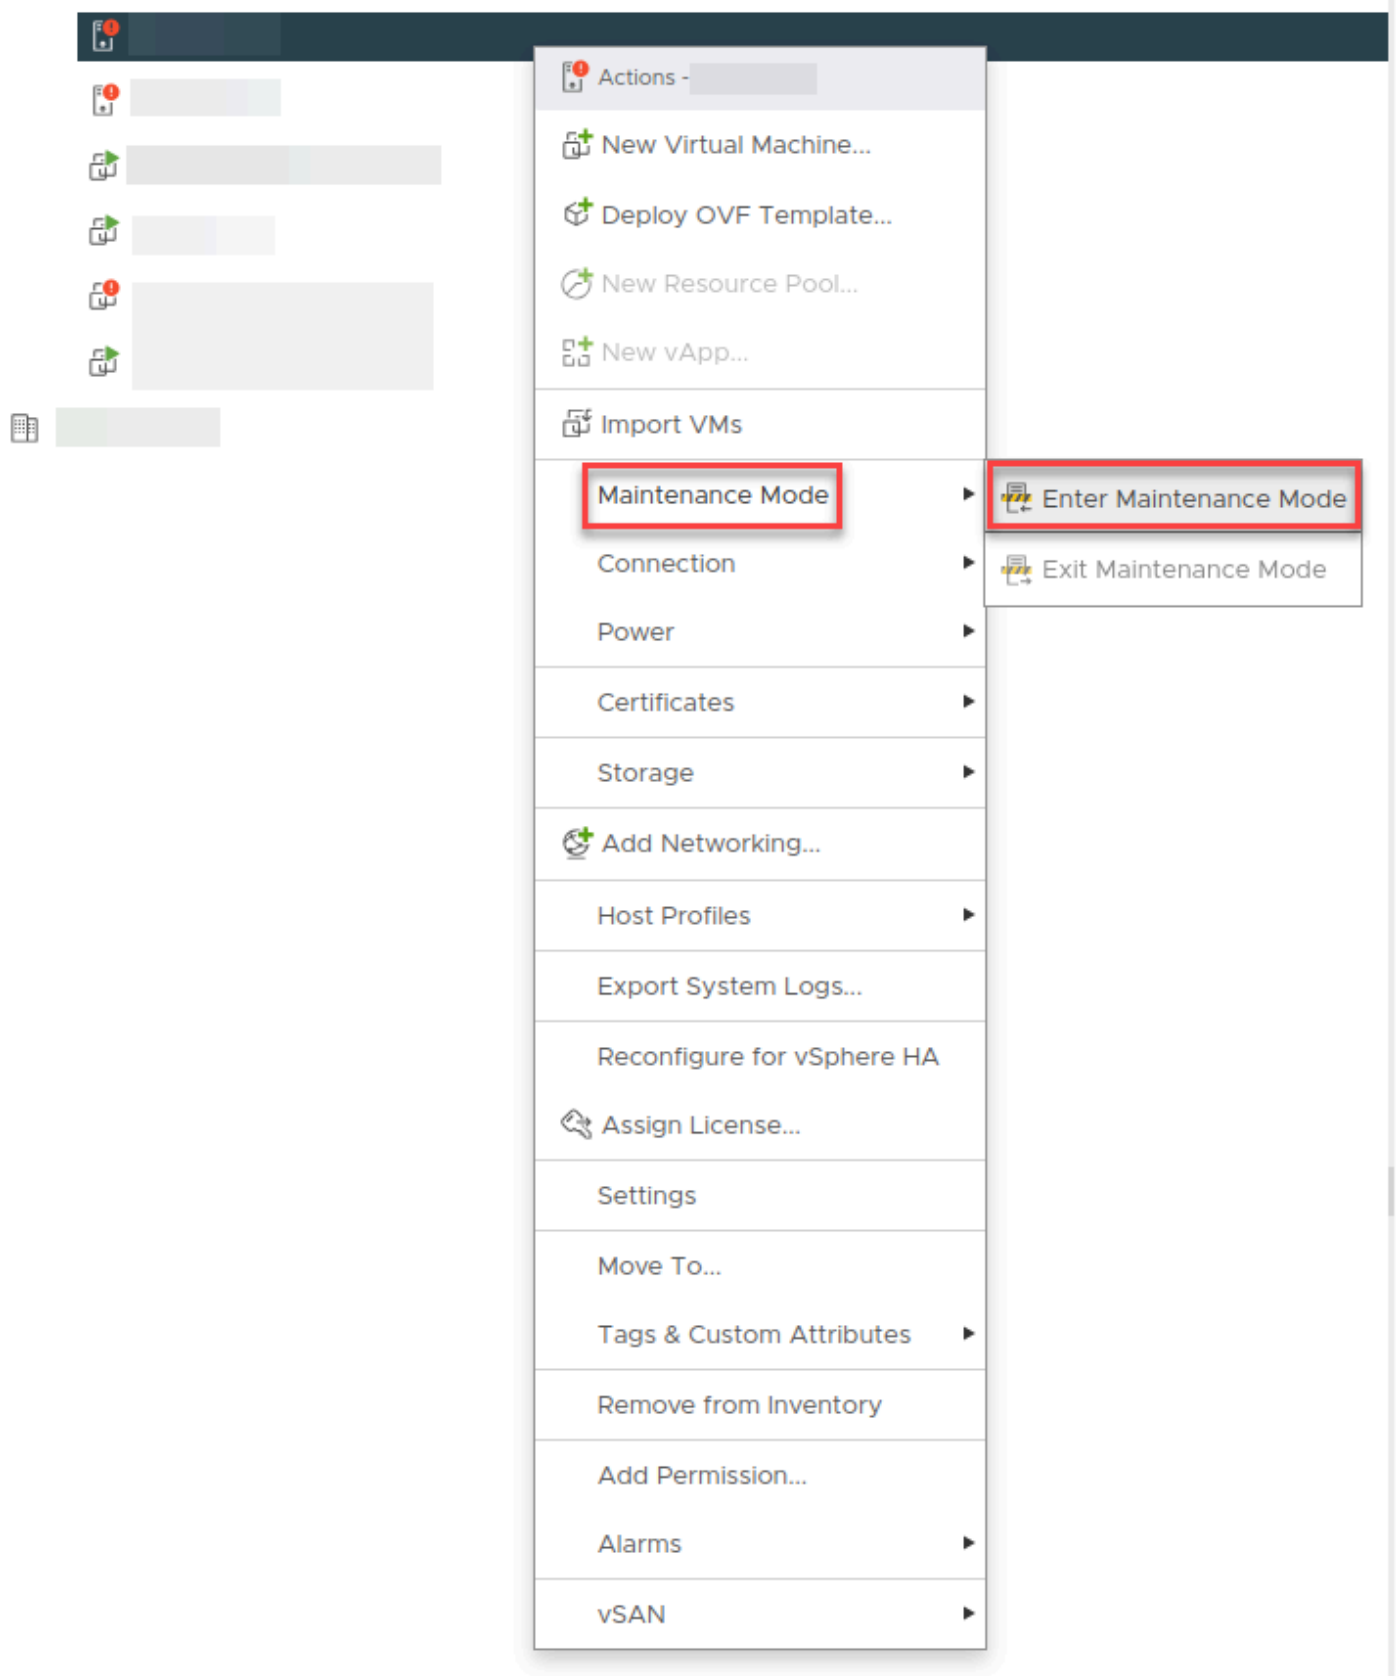 Actions -
New Virtual Machine...
Deploy OVF Template...
New Resource Pool...
New vApp...
Import VMs
Maintenance Mode
Enter Maintenance Mode
Exit Maintenance Mode
Connection
Power
Certificates
Storage
Add Networking...
Host Profiles
Export System Logs...
Reconfigure for vSphere HA
Assign License...
Settings
Move To...
Tags & Custom Attributes
Remove from Inventory
Add Permission...
Alarms
vSAN